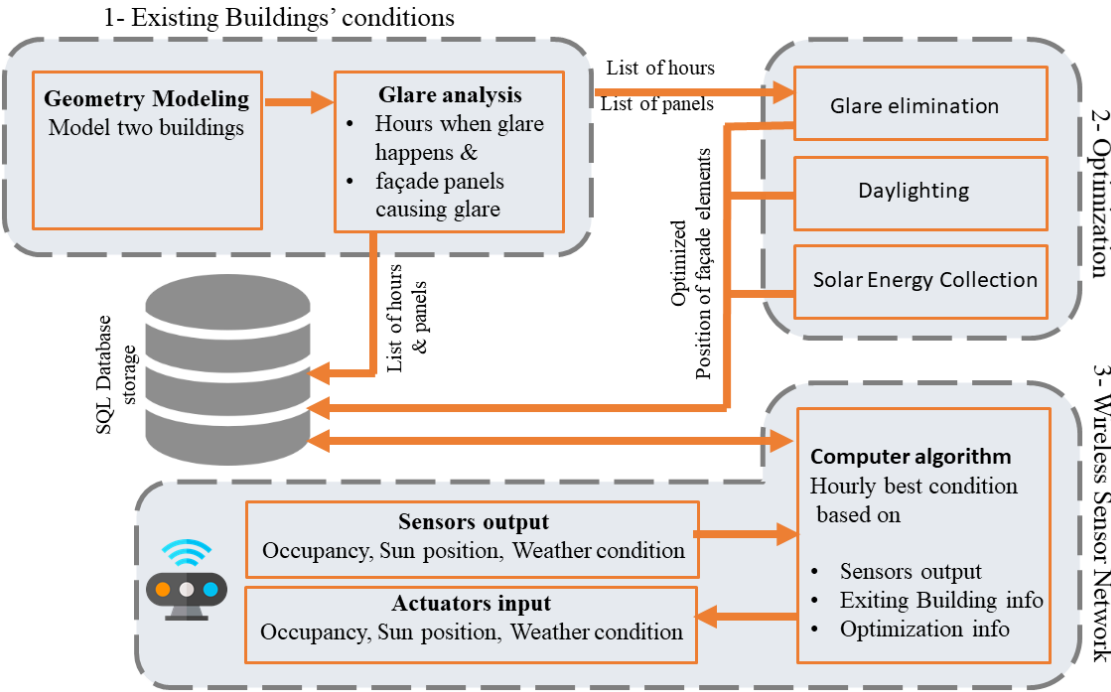 1- Existing Buildings’ conditions
Geometry Modeling
Model two buildings
Glare analysis
• Hours when glare
happens &
• façade panels
causing glare
List of hours
List of panels
Glare elimination
Daylighting
Solar Energy Collection
2- Optimization
Optimized
Position of façade elements
List of hours
& panels
SQL Database
storage
3- Wireless Sensor Network
Computer algorithm
Hourly best condition
based on
• Sensors output
• Exiting Building info
• Optimization info
Sensors output
Occupancy, Sun position, Weather condition
Actuators input
Occupancy, Sun position, Weather condition